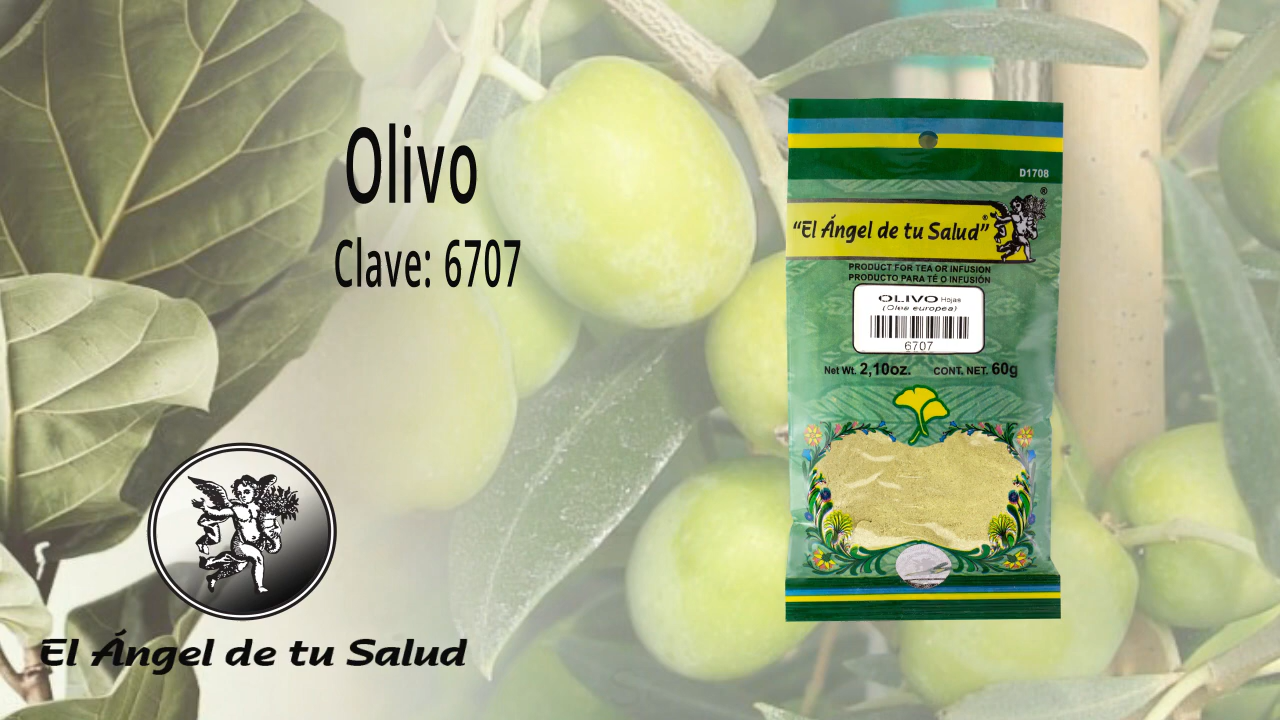 Olivo
Clave: 6707
El Ángel de tu Salud
D1708
®
"El Ángel de tu Salud"®
PRODUCT FOR TEA OR INFUSION
PRODUCTO PARA TÉ O INFUSIÓN
OLIVO Hojas
(Olea europea)
6707
Net Wt. 2,10oz. CONT. NET. 60g